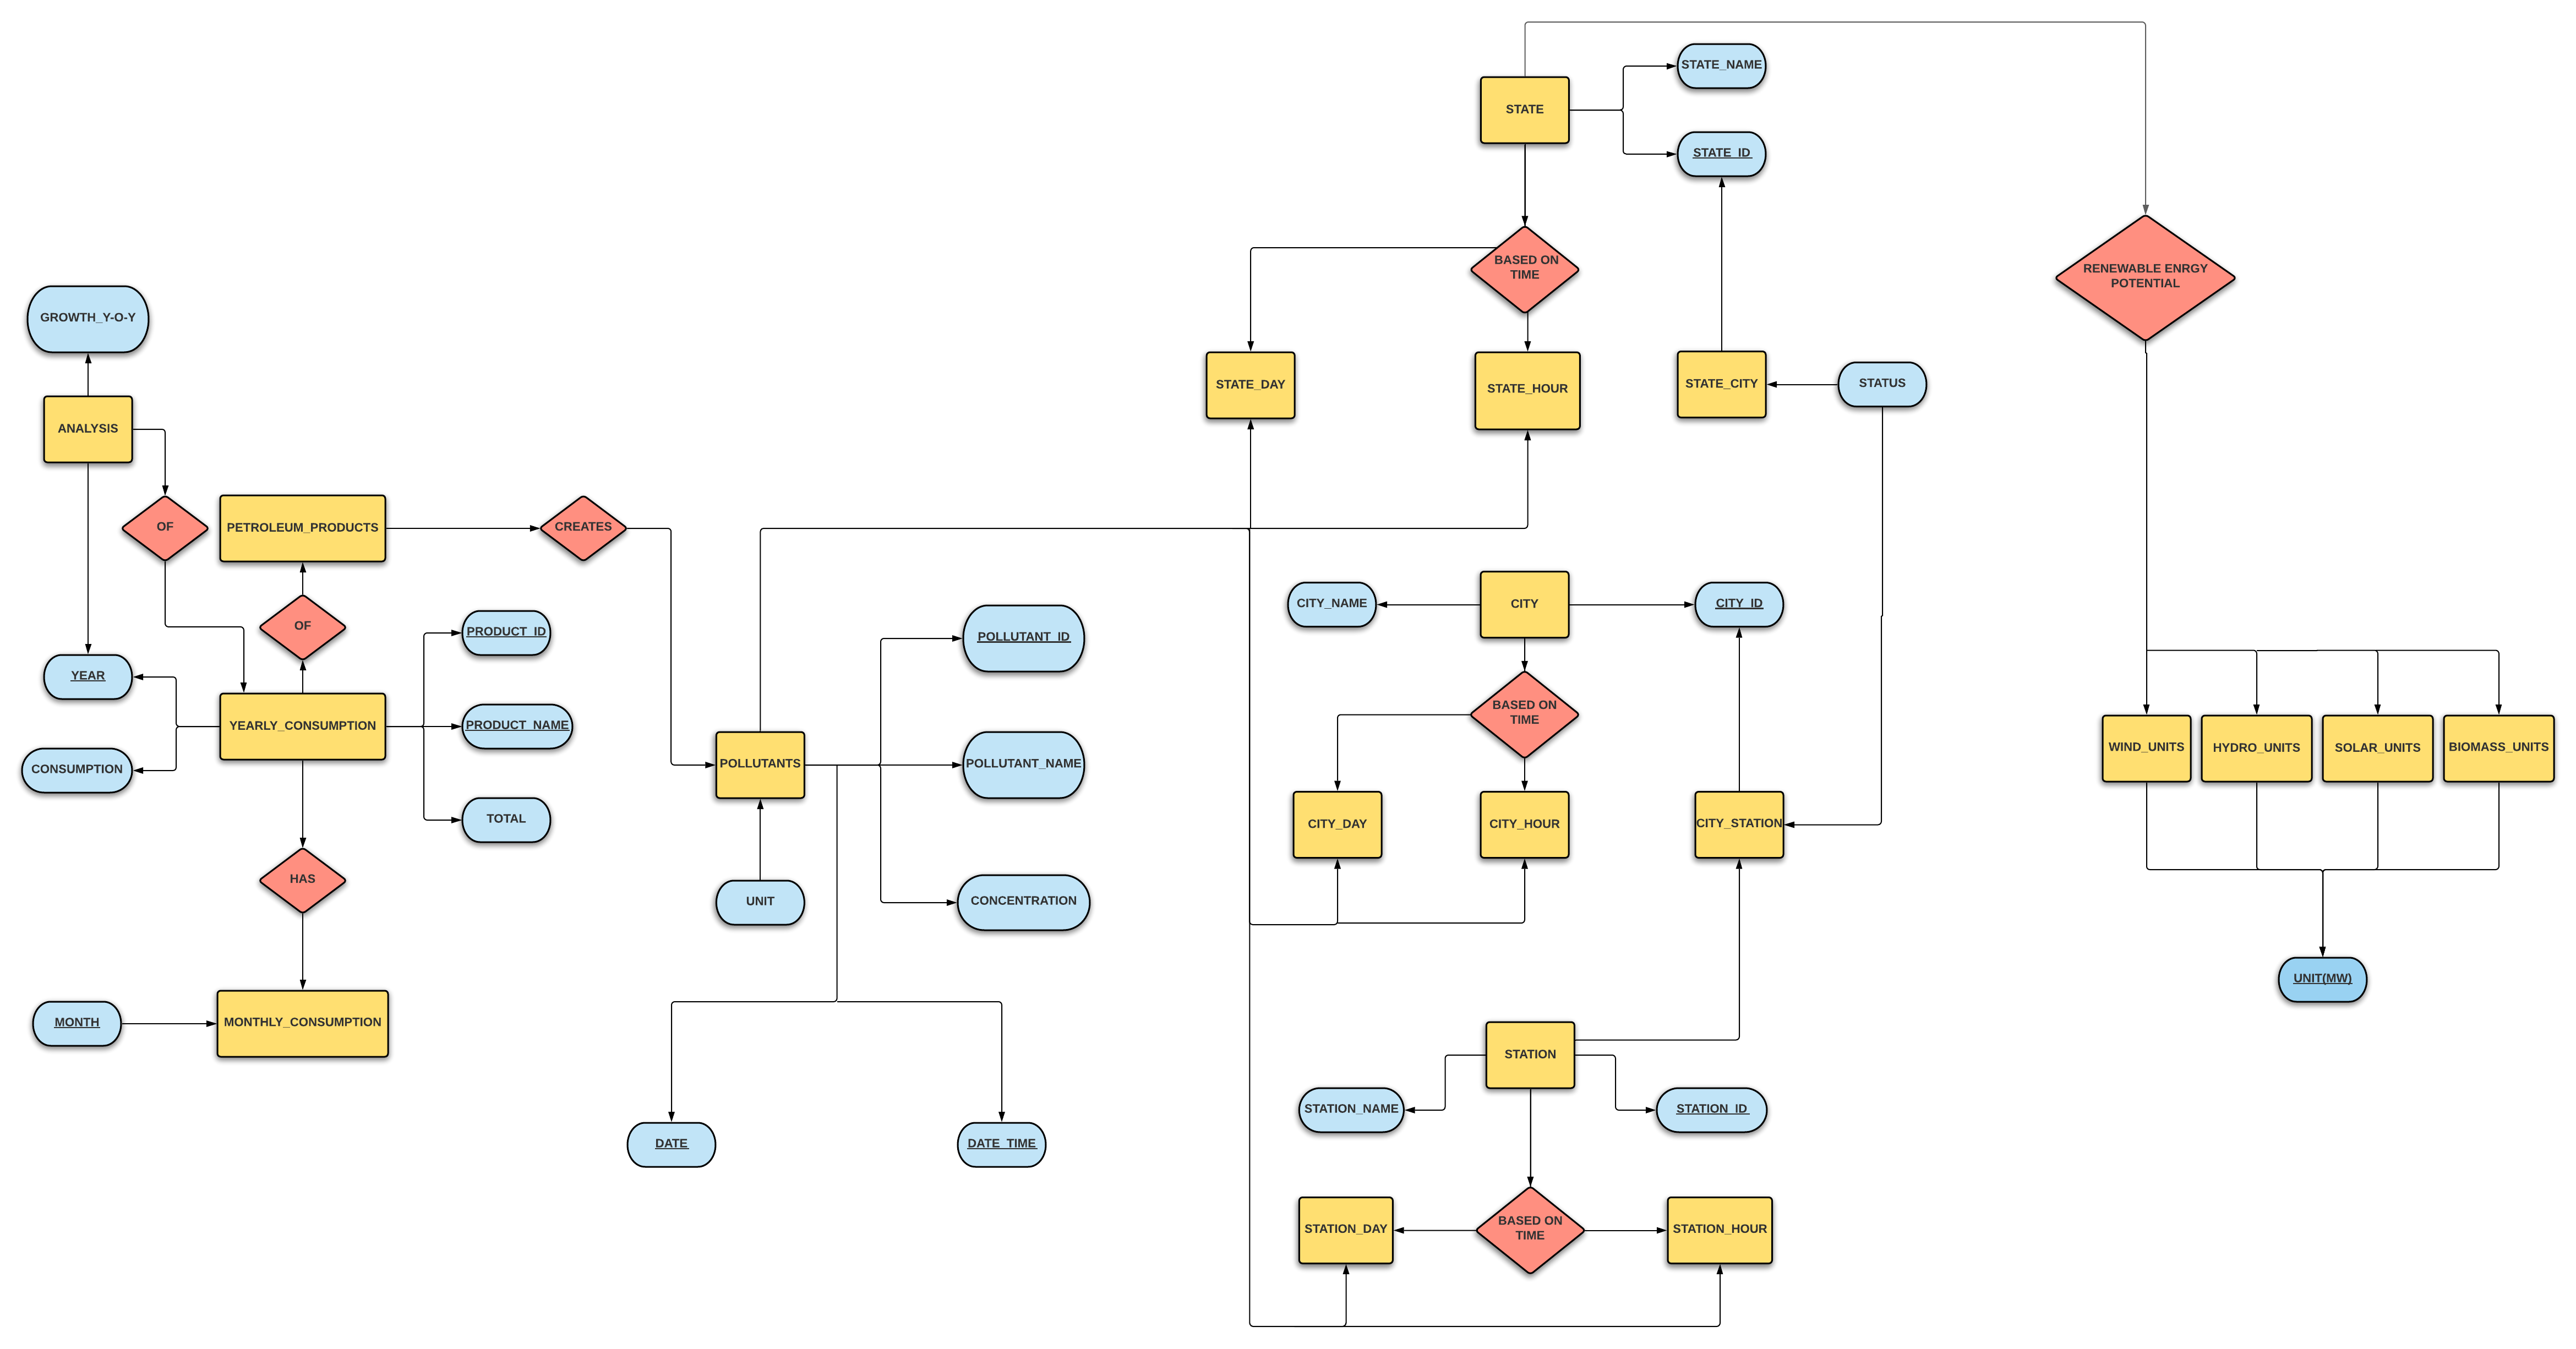 STATE_NAME
STATE
STATE_ID
BASED ON
TIME
RENEWABLE ENRGY
POTENTIAL
GROWTH_Y-O-Y
STATE_DAY
STATE_HOUR
STATE_CITY
STATUS
ANALYSIS
OF
PETROLEUM_PRODUCTS
CREATES
OF
PRODUCT_ID
CITY_NAME
CITY
CITY_ID
POLLUTANT_ID
YEAR
YEARLY_CONSUMPTION
PRODUCT_NAME
BASED ON
TIME
CONSUMPTION
POLLUTANTS
POLLUTANT_NAME
WIND_UNITS
HYDRO_UNITS
SOLAR_UNITS
BIOMASS_UNITS
TOTAL
CITY_DAY
CITY_HOUR
CITY_STATION
HAS
UNIT
CONCENTRATION
UNIT(MW)
MONTH
MONTHLY_CONSUMPTION
STATION
STATION_NAME
STATION_ID
DATE
DATE_TIME
STATION_DAY
BASED ON
TIME
STATION_HOUR